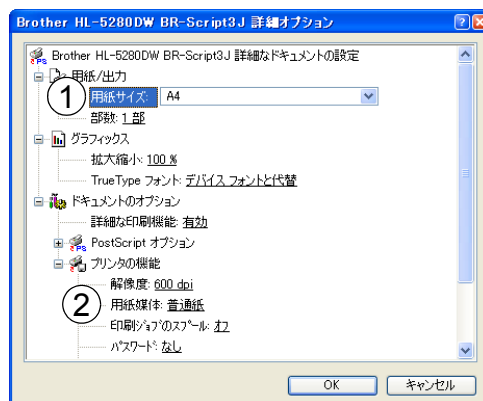 Brother HL-5280DW BR-Script3J 詳細オプション
Brother HL-5280DW BR-Script3J 詳細なドキュメントの設定
用紙/出力
① 用紙サイズ: A4
部数: 1 部
グラフィックス
拡大縮小: 100 %
TrueType フォント: デバイス フォントと代替
ドキュメントのオプション
詳細な印刷機能: 有効
PostScript オプション
プリンタの機能
解像度: 600 dpi
② 用紙媒体: 普通紙
印刷ジョブのスプール: オフ
パスワード: なし
OK キャンセル